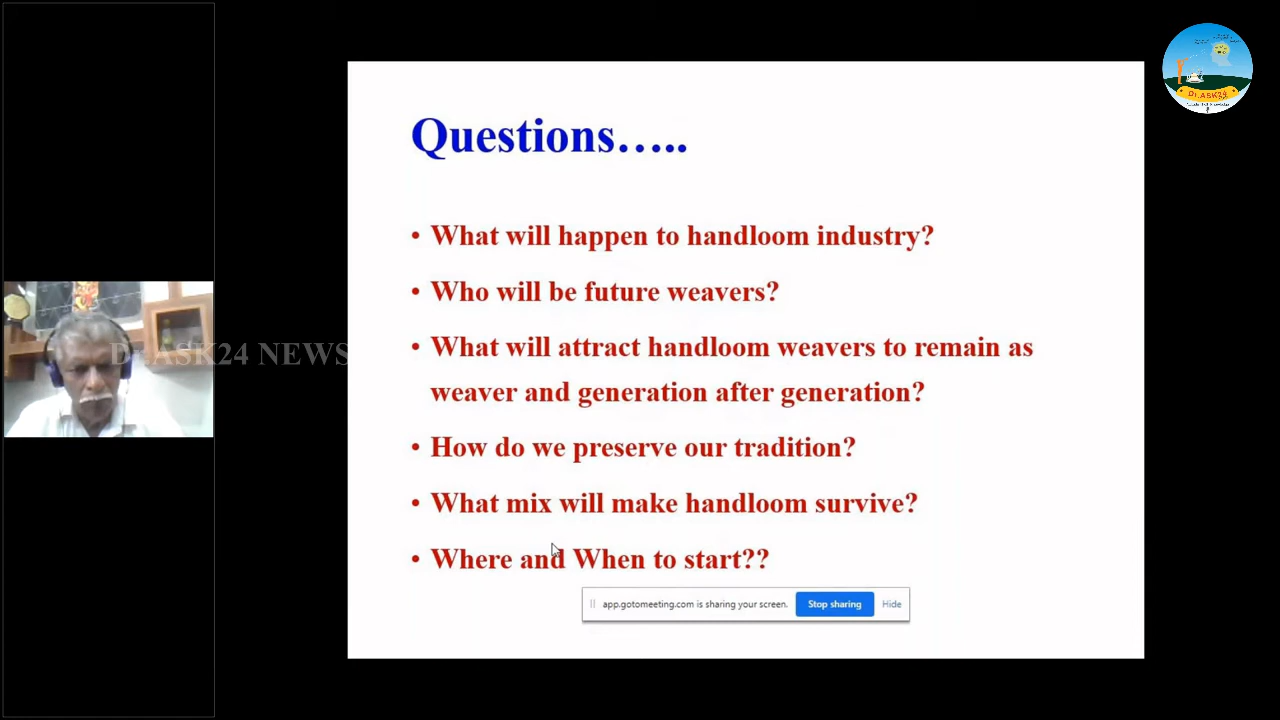 Questions…..
• What will happen to handloom industry?
• Who will be future weavers?
• What will attract handloom weavers to remain as
weaver and generation after generation?
• How do we preserve our tradition?
• What mix will make handloom survive?
• Where and When to start??
app.gotomeeting.com is sharing your screen.
Stop sharing
Hide
Dr.ASK24 NEWS
Dr.ASK24